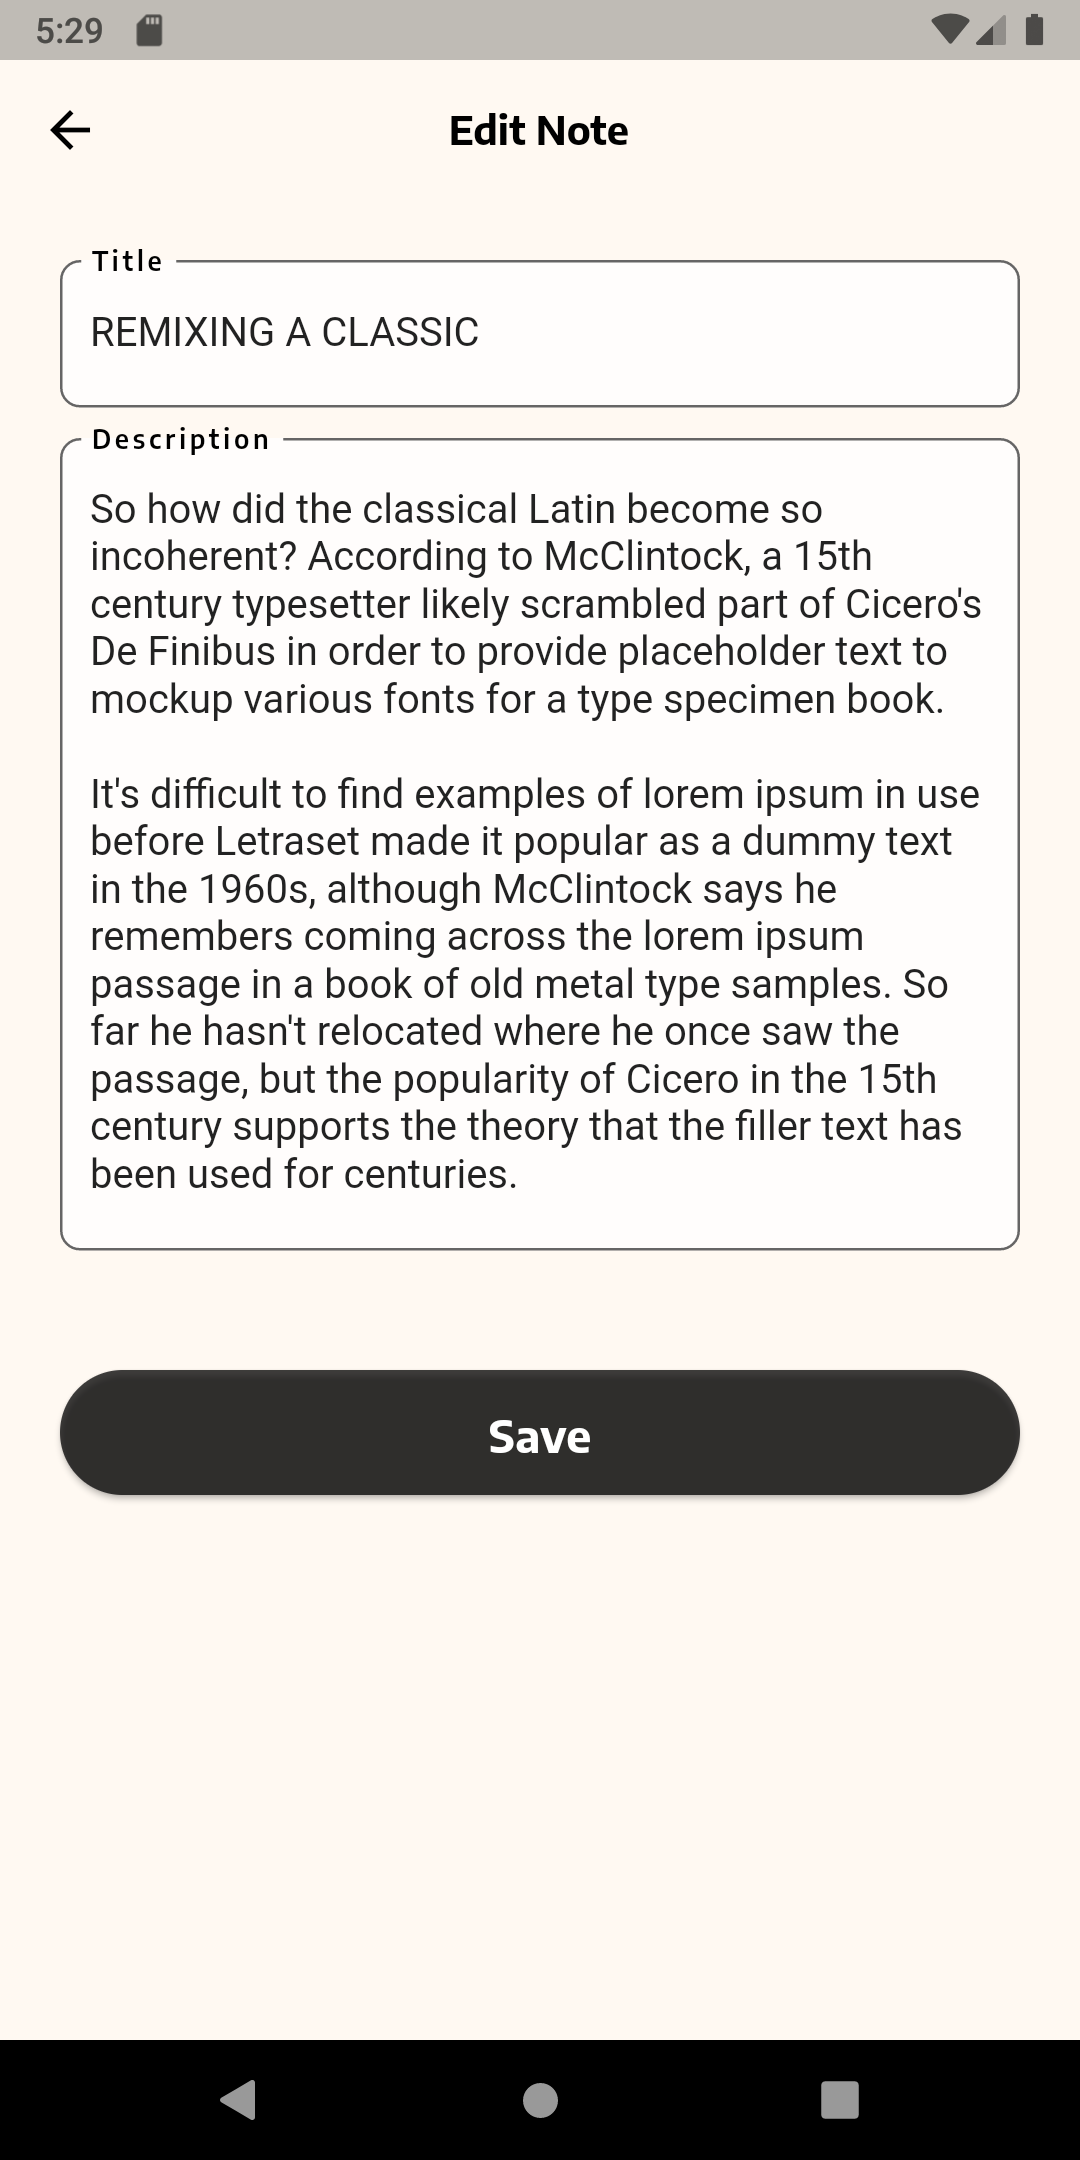 5:29
Edit Note
Title
REMIXING A CLASSIC
Description
So how did the classical Latin become so
incoherent? According to McClintock, a 15th
century typesetter likely scrambled part of Cicero's
De Finibus in order to provide placeholder text to
mockup various fonts for a type specimen book.
It's difficult to find examples of lorem ipsum in use
before Letraset made it popular as a dummy text
in the 1960s, although McClintock says he
remembers coming across the lorem ipsum
passage in a book of old metal type samples. So
far he hasn't relocated where he once saw the
passage, but the popularity of Cicero in the 15th
century supports the theory that the filler text has
been used for centuries.
Save